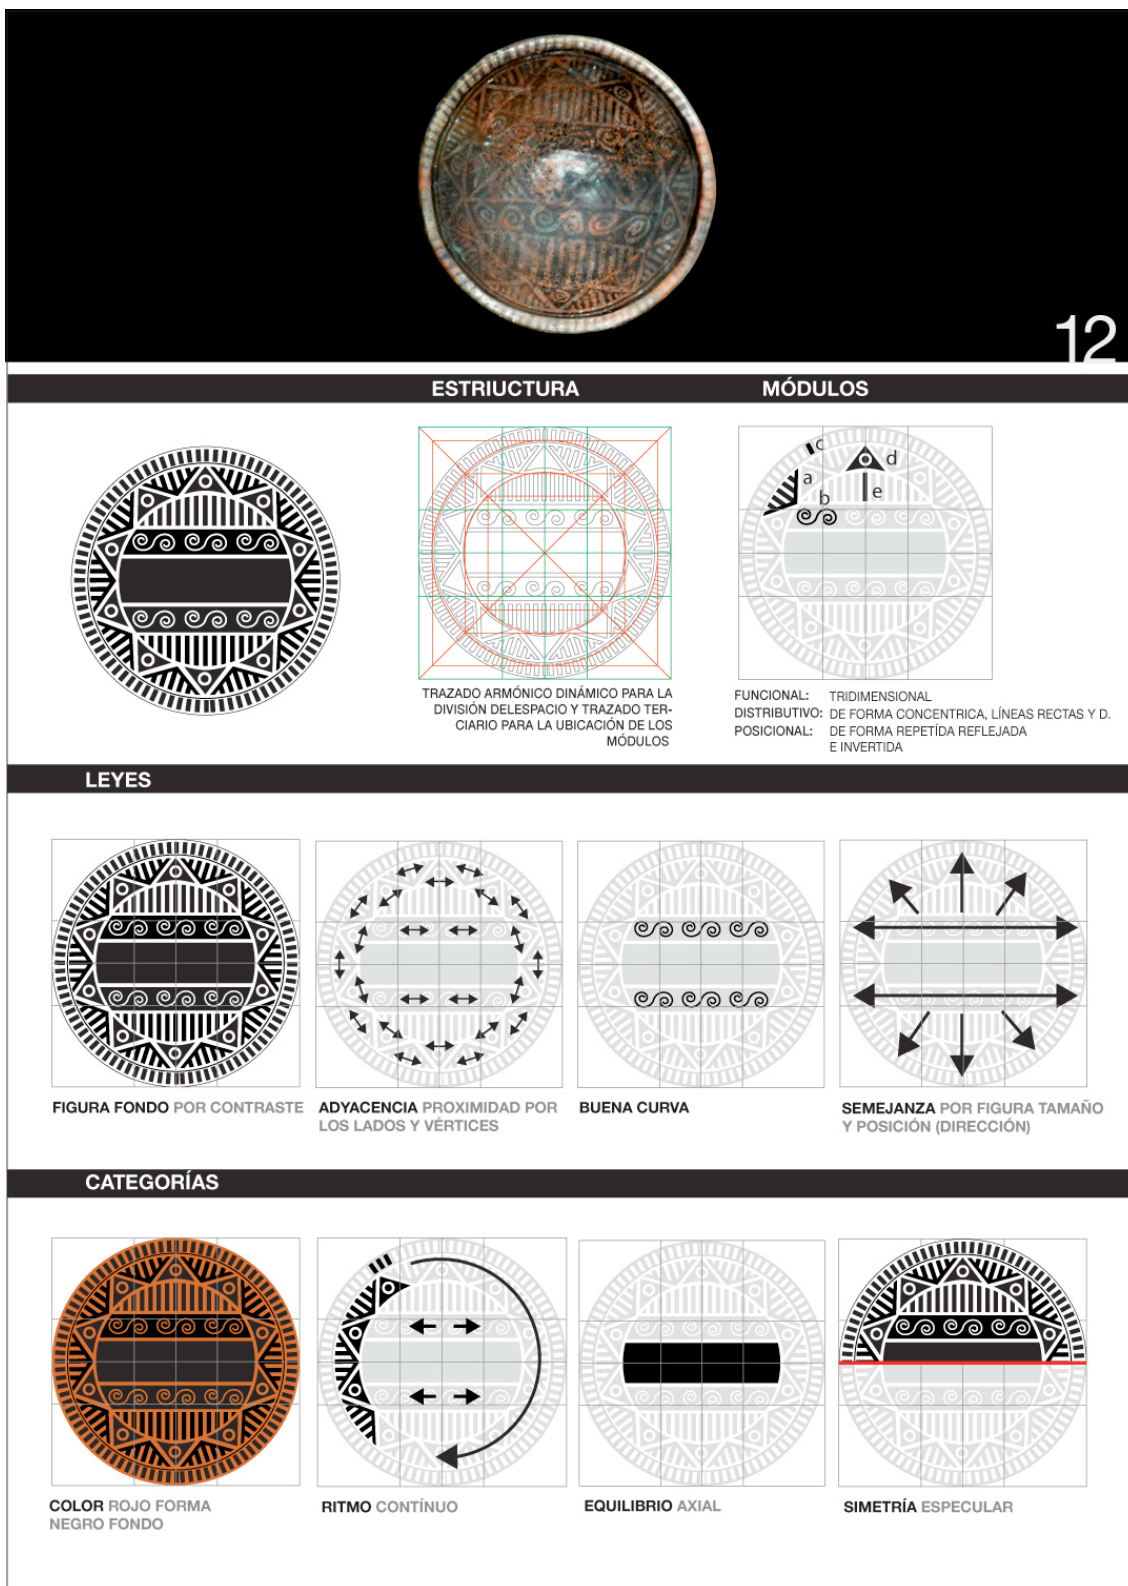 12
ESTRIUCTURA
MÓDULOS
c
d
a
e
b
TRAZADO ARMÓNICO DINÁMICO PARA LA
DIVISIÓN DELESPACIO Y TRAZADO TER-
CIARIO PARA LA UBICACIÓN DE LOS
MÓDULOS
FUNCIONAL: TRIDIMENSIONAL
DISTRIBUTIVO: DE FORMA CONCENTRICA, LÍNEAS RECTAS Y D.
POSICIONAL: DE FORMA REPETÍDA REFLEJADA
E INVERTIDA
LEYES
FIGURA FONDO POR CONTRASTE
ADYACENCIA PROXIMIDAD POR
LOS LADOS Y VÉRTICES
BUENA CURVA
SEMEJANZA POR FIGURA TAMAÑO
Y POSICIÓN (DIRECCIÓN)
CATEGORÍAS
COLOR ROJO FORMA
NEGRO FONDO
RITMO CONTÍNUO
EQUILIBRIO AXIAL
SIMETRÍA ESPECULAR